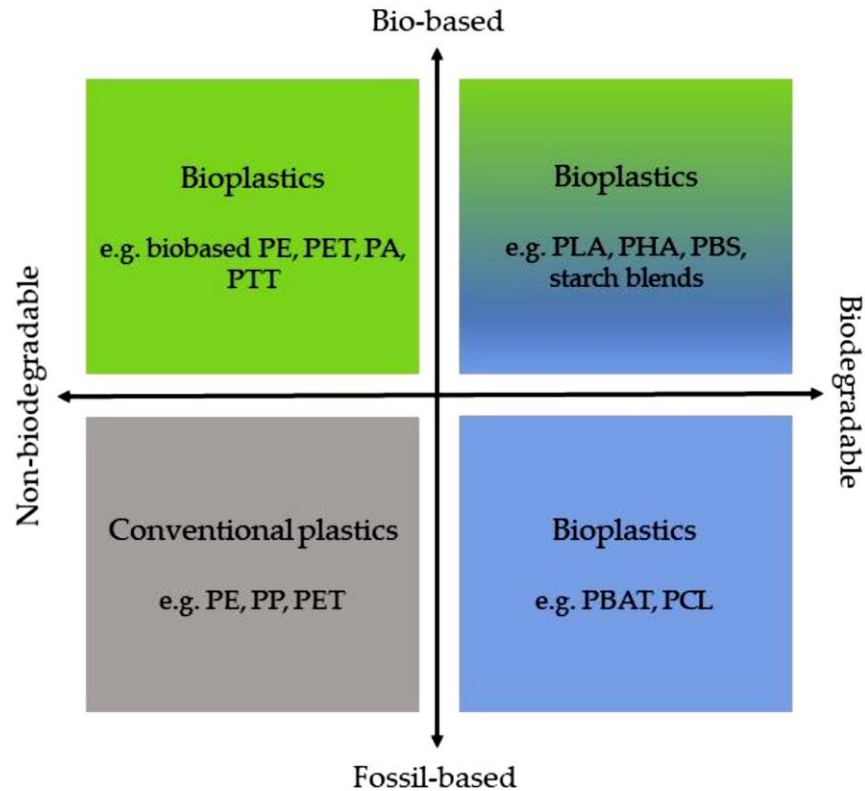 Bio-based
Bioplastics
e.g. biobased PE, PET, PA,
PTT
Bioplastics
e.g. PLA, PHA, PBS,
starch blends
Non-biodegradable
Biodegradable
Conventional plastics
e.g. PE, PP, PET
Bioplastics
e.g. PBAT, PCL
Fossil-based